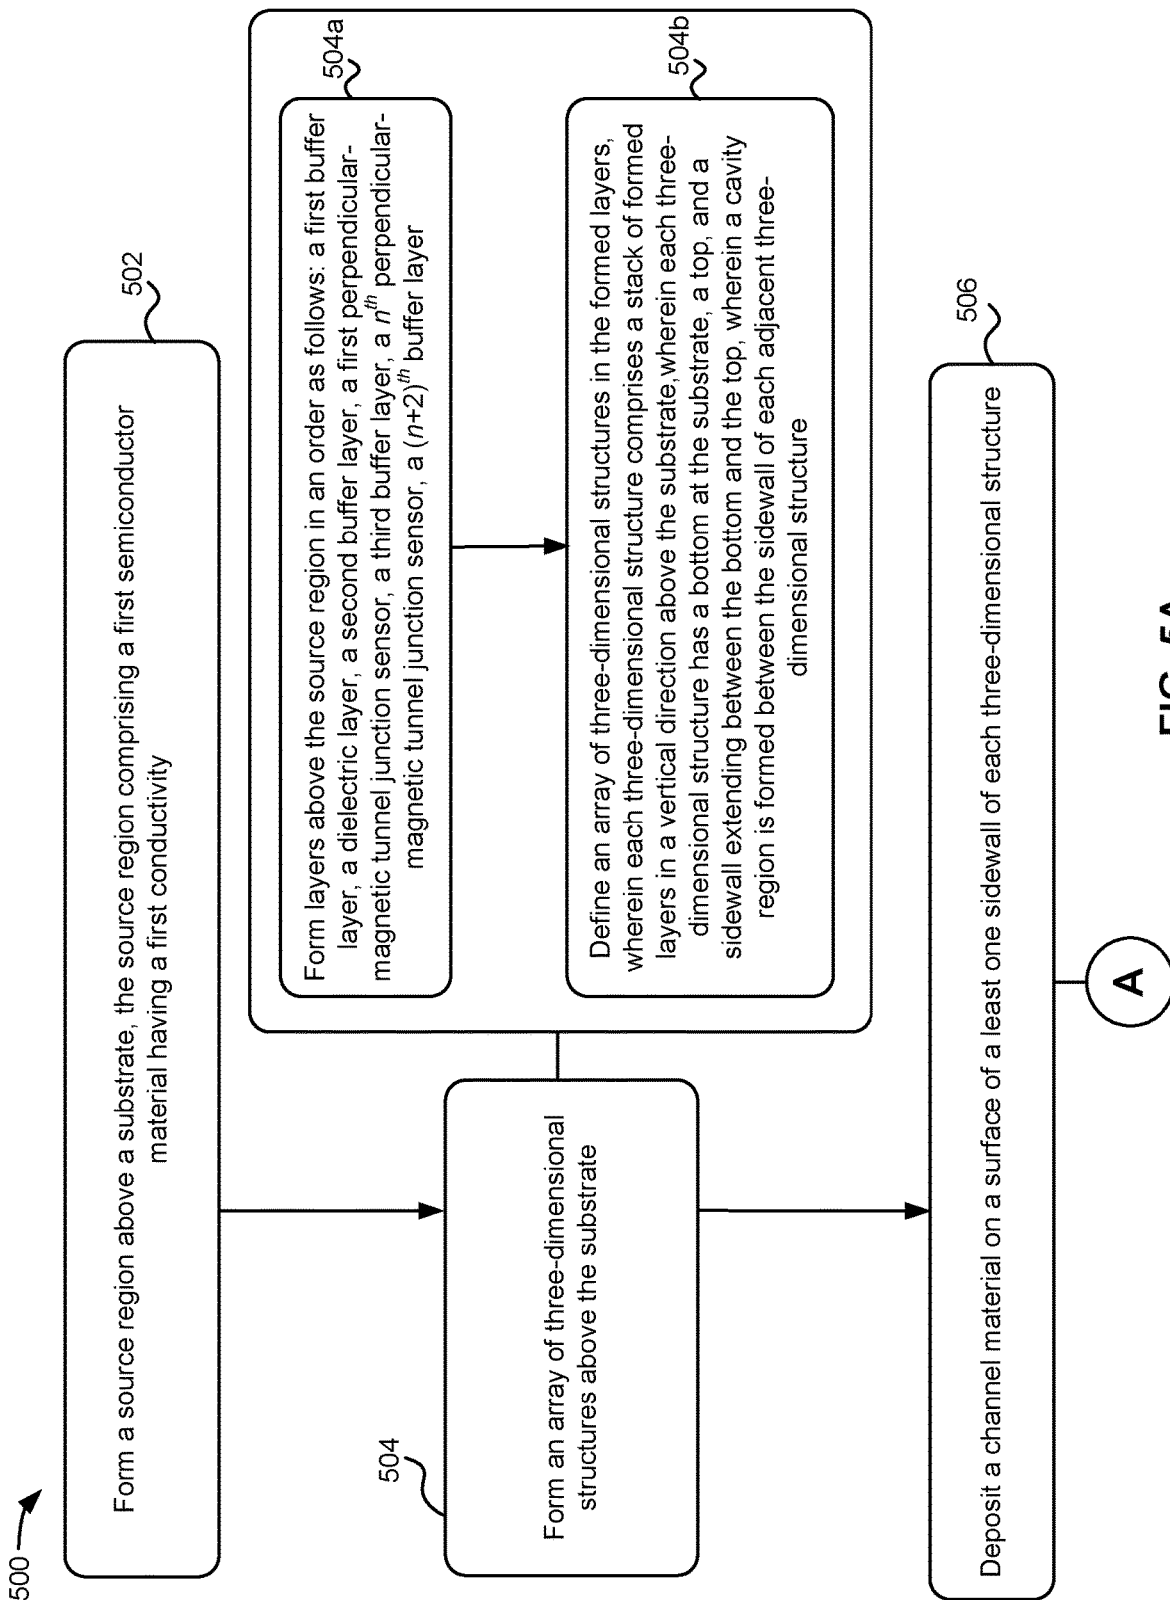 500
502
Form a source region above a substrate, the source region comprising a first semiconductor
material having a first conductivity
504
Form an array of three-dimensional
structures above the substrate
504a
Form layers above the source region in an order as follows: a first buffer
layer, a dielectric layer, a second buffer layer, a first perpendicular-
magnetic tunnel junction sensor, a third buffer layer, a nth perpendicular-
magnetic tunnel junction sensor, a (n+2)th buffer layer
504b
Define an array of three-dimensional structures in the formed layers,
wherein each three-dimensional structure comprises a stack of formed
layers in a vertical direction above the substrate,wherein each three-
dimensional structure has a bottom at the substrate, a top, and a
sidewall extending between the bottom and the top, wherein a cavity
region is formed between the sidewall of each adjacent three-
dimensional structure
506
Deposit a channel material on a surface of a least one sidewall of each three-dimensional structure
A
FIG. 5A